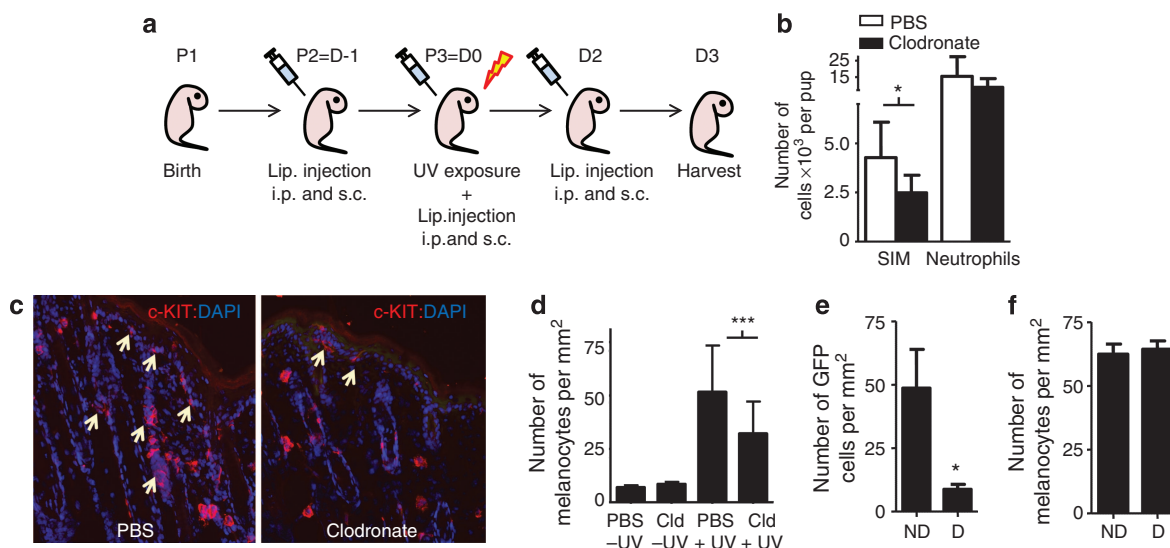 a
P1
P2=D-1
P3=D0
D2
D3
Birth
Lip. injection
i.p. and s.c.
UV exposure
+
Lip.injection
i.p.and s.c.
Lip. injection
i.p. and s.c.
Harvest
b
PBS
Clodronate
Number of
cells ×10³ per pup
25
15
5.0
2.5
0
*
SIM
Neutrophils
c
c-KIT:DAPI
PBS
c-KIT:DAPI
Clodronate
d
Number of
melanocytes per mm²
75
50
25
0
***
PBS
–UV
Cld
–UV
PBS
+ UV
Cld
+ UV
e
Number of GFP
cells per mm²
75
50
25
0
*
ND
D
f
Number of
melanocytes per mm²
75
50
25
0
ND
D